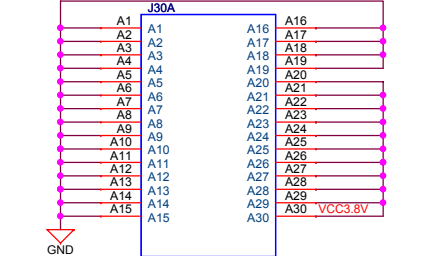 J30A
A1 A1 A16 A16
A2 A2 A17 A17
A3 A3 A18 A18
A4 A4 A19 A19
A5 A5 A20 A20
A6 A6 A21 A21
A7 A7 A22 A22
A8 A8 A23 A23
A9 A9 A24 A24
A10 A10 A25 A25
A11 A11 A26 A26
A12 A12 A27 A27
A13 A13 A28 A28
A14 A14 A29 A29
A15 A15 A30 A30 VCC3.8V
GND